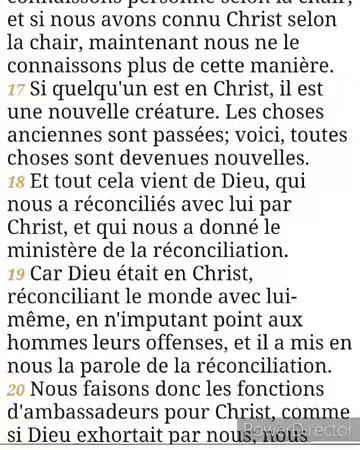 connaissons personne selon la chair;
et si nous avons connu Christ selon
la chair, maintenant nous ne le
connaissons plus de cette manière.
17 Si quelqu'un est en Christ, il est
une nouvelle créature. Les choses
anciennes sont passées; voici, toutes
choses sont devenues nouvelles.
18 Et tout cela vient de Dieu, qui
nous a réconciliés avec lui par
Christ, et qui nous a donné le
ministère de la réconciliation.
19 Car Dieu était en Christ,
réconciliant le monde avec lui-
même, en n'imputant point aux
hommes leurs offenses, et il a mis en
nous la parole de la réconciliation.
20 Nous faisons donc les fonctions
d'ambassadeurs pour Christ, comme
si Dieu exhortait par nous; nous
PowerDirector